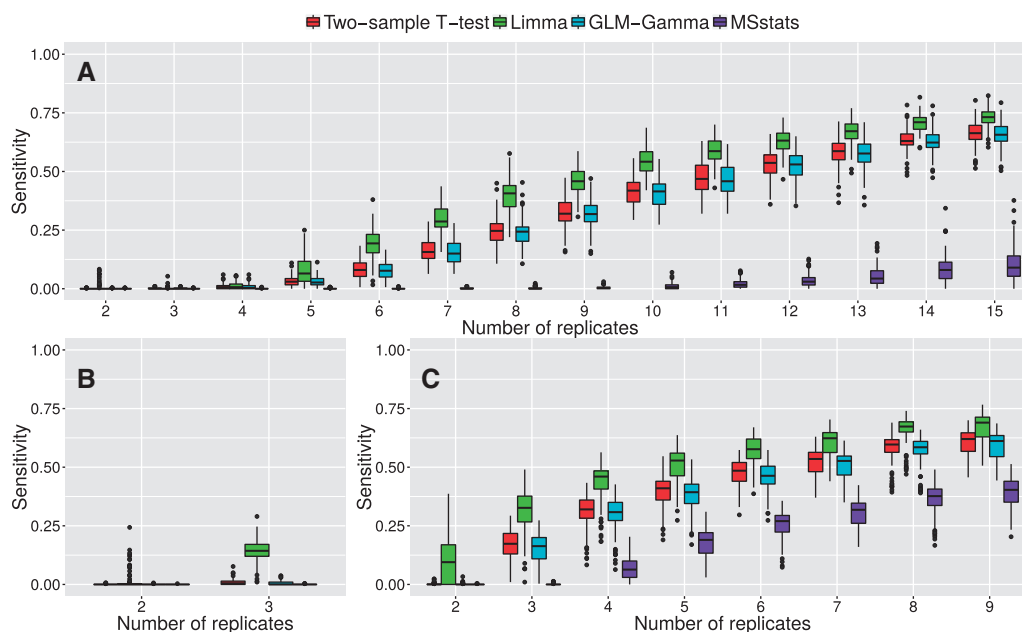 Two−sample T−test Limma GLM−Gamma MSstats
A
1.00
0.75
0.50
0.25
0.00
Sensitivity
2 3 4 5 6 7 8 9 10 11 12 13 14 15
Number of replicates
B
1.00
0.75
0.50
0.25
0.00
Sensitivity
2 3
Number of replicates
C
1.00
0.75
0.50
0.25
0.00
Sensitivity
2 3 4 5 6 7 8 9
Number of replicates